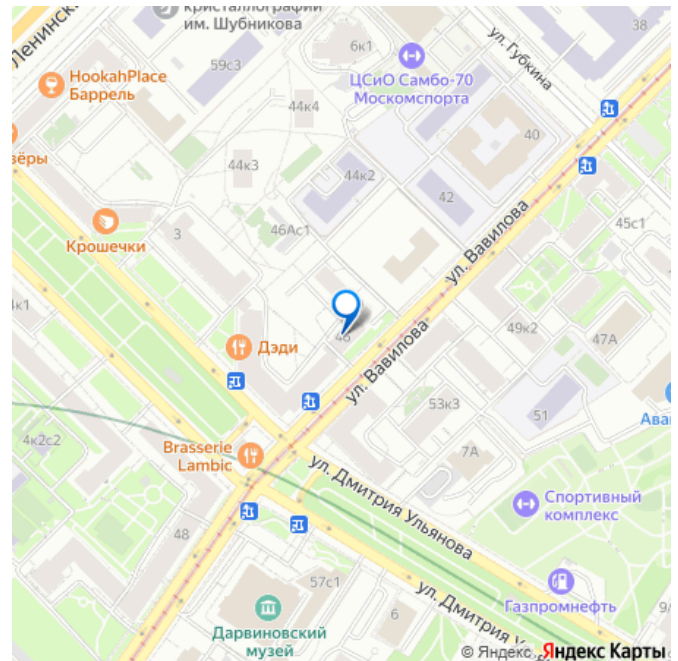 кристаллографии
им. Шубникова
Ленинск
59с3
6к1
38
ул. Губкина
HookahPlace
Баррель
ЦСиО Самбо-70
Москомспорта
44к4
40
зёры
44к3
44к2
42
Крошечки
3
46Ас1
ул. Вавилова
45с1
к1
Дэди
46
ул. Вавилова
49к2
47А
53к3
51
Ава
4к2с2
Brasserie
Lambic
7А
ул. Дмитрия Ульянова
Спортивный
комплекс
48
57с1
6
ул. Дмитрия У
Газпромнефть
9/
Дарвиновский
музей
© Яндекс Яндекс Карты